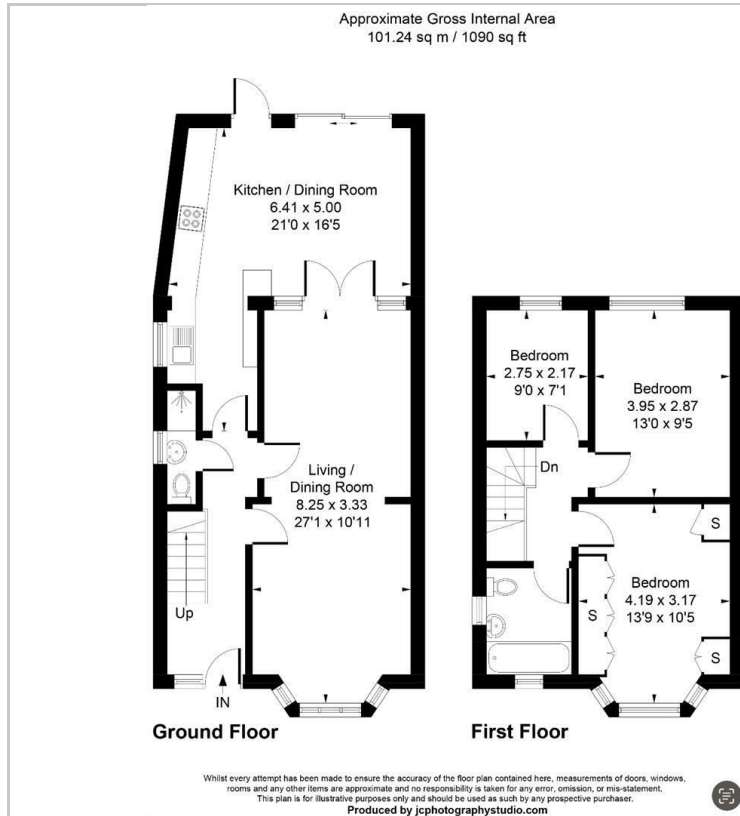 Approximate Gross Internal Area
101.24 sq m / 1090 sq ft
Kitchen / Dining Room
6.41 x 5.00
21'0 x 16'5
Living /
Dining Room
8.25 x 3.33
27'1 x 10'11
Up
IN
Ground Floor
Bedroom
2.75 x 2.17
9'0 x 7'1
Bedroom
3.95 x 2.87
13'0 x 9'5
Dn
S
Bedroom
4.19 x 3.17
13'9 x 10'5
S
S
First Floor
Whilst every attempt has been made to ensure the accuracy of the floor plan contained here, measurements of doors, windows,
rooms and any other items are approximate and no responsibility is taken for any error, omission, or mis-statement.
This plan is for illustrative purposes only and should be used as such by any prospective purchaser.
Produced by jcphotographystudio.com